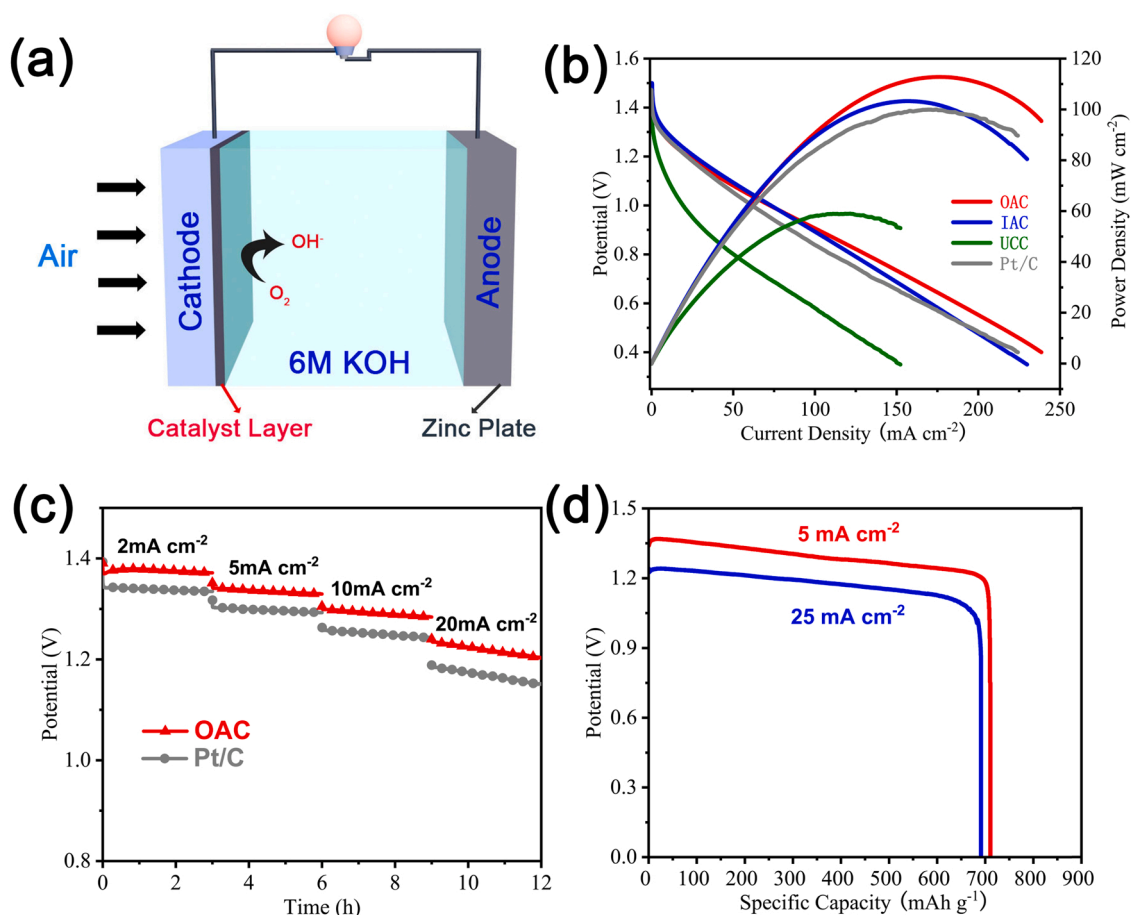 (a)
Air
Cathode
OH-
O2
Anode
6M KOH
Catalyst Layer
Zinc Plate
(b)
1.6
1.4
1.2
1.0
0.8
0.6
0.4
Potential (V)
120
100
80
60
40
20
0
Power Density (mW cm-2)
OAC
IAC
UCC
Pt/C
0 50 100 150 200 250
Current Density (mA cm-2)
(c)
1.4
1.2
1.0
0.8
Potential (V)
2mA cm-2
5mA cm-2
10mA cm-2
20mA cm-2
OAC
Pt/C
0 2 4 6 8 10 12
Time (h)
(d)
1.5
1.2
0.9
0.6
0.3
0.0
Potential (V)
5 mA cm-2
25 mA cm-2
0 100 200 300 400 500 600 700 800 900
Specific Capacity (mAh g-1)